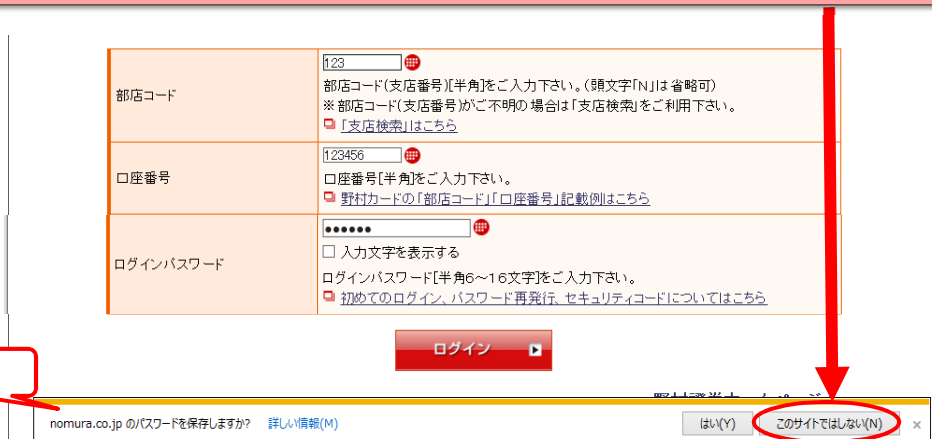 部店コード
123
部店コード(支店番号)[半角]をご入力下さい。(頭文字「N」は省略可)
※部店コード(支店番号)がご不明の場合は「支店検索」をご利用下さい。
「支店検索」はこちら
口座番号
123456
口座番号[半角]をご入力下さい。
野村カードの「部店コード」「口座番号」記載例はこちら
ログインパスワード
●●●●●●
入力文字を表示する
ログインパスワード[半角6～16文字]をご入力下さい。
初めてのログイン、パスワード再発行、セキュリティコードについてはこちら
ログイン
nomura.co.jp のパスワードを保存しますか? 詳しい情報(M) はい(Y) このサイトではしない(N) ×